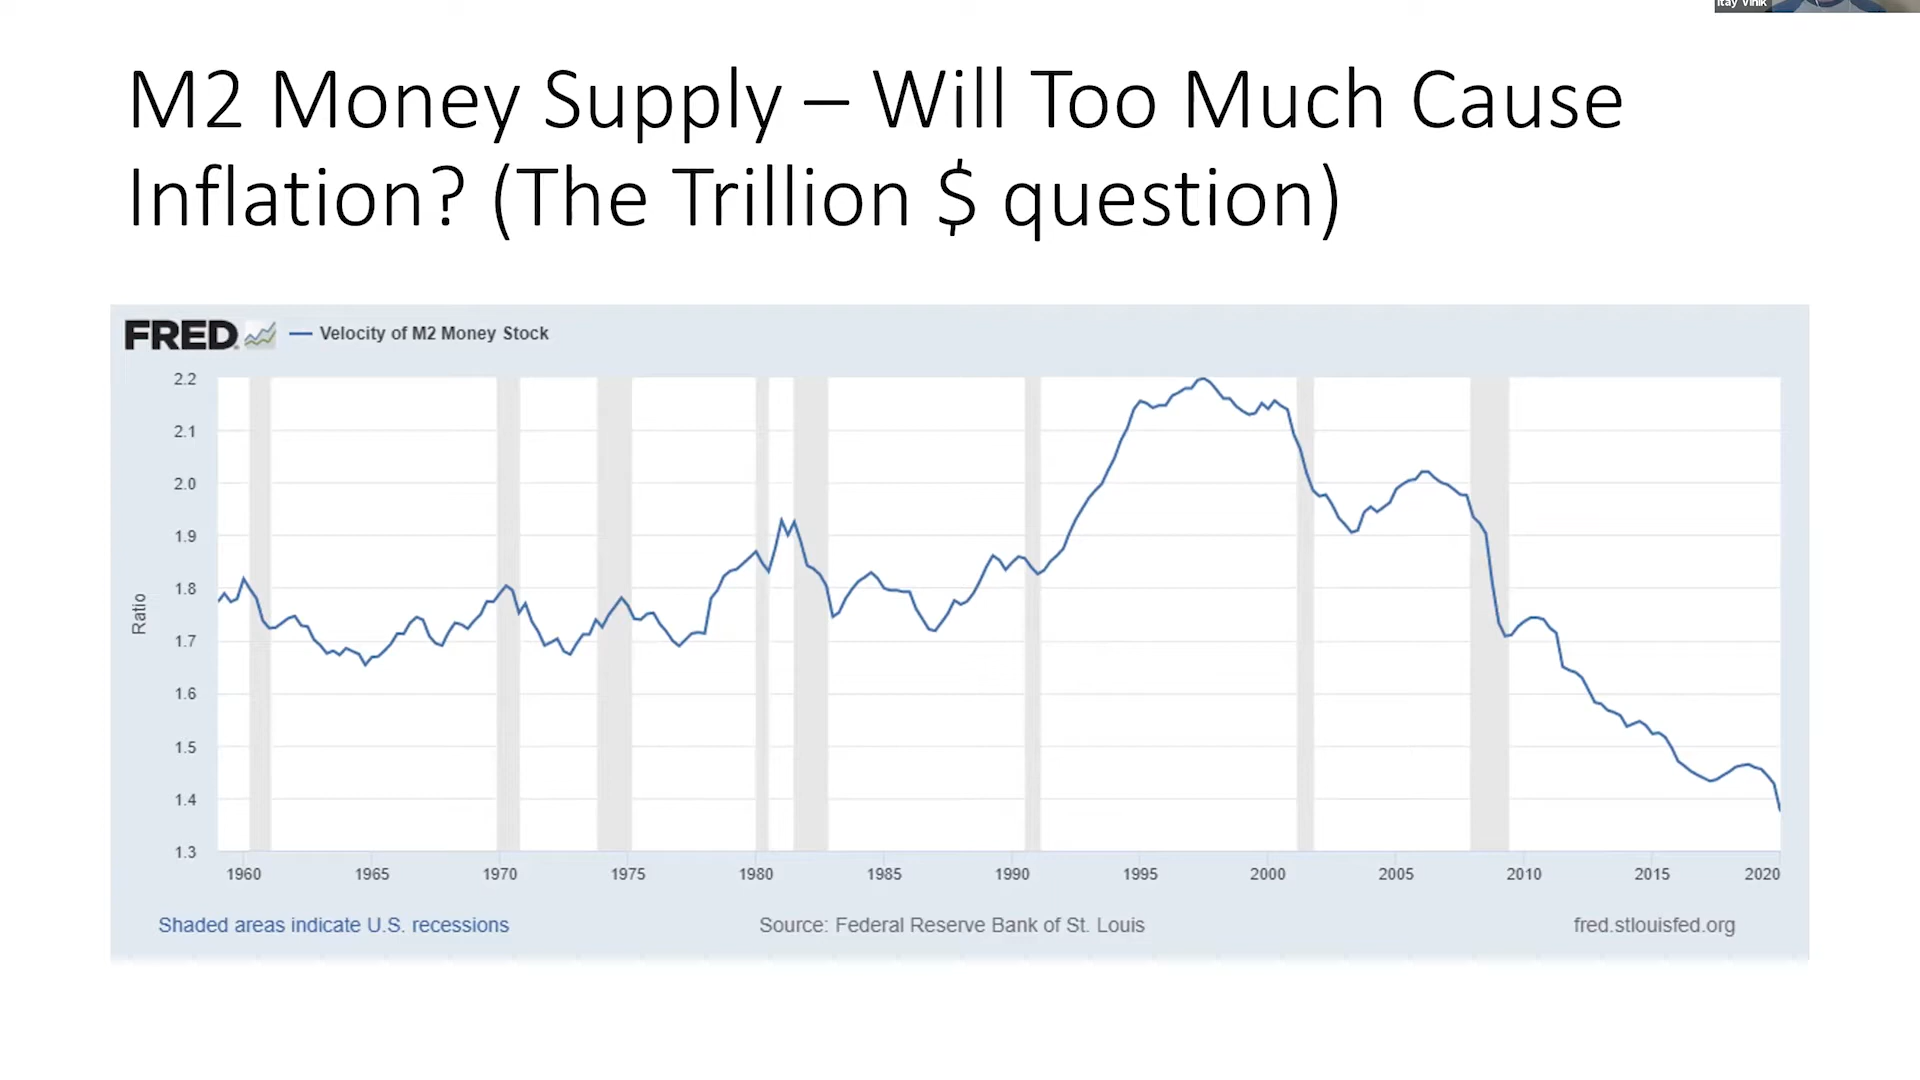 Itay Vinik
M2 Money Supply – Will Too Much Cause
Inflation? (The Trillion $ question)
FRED
Velocity of M2 Money Stock
2.2
2.1
2.0
1.9
1.8
1.7
1.6
1.5
1.4
1.3
Ratio
1960 1965 1970 1975 1980 1985 1990 1995 2000 2005 2010 2015 2020
Shaded areas indicate U.S. recessions Source: Federal Reserve Bank of St. Louis fred.stlouisfed.org